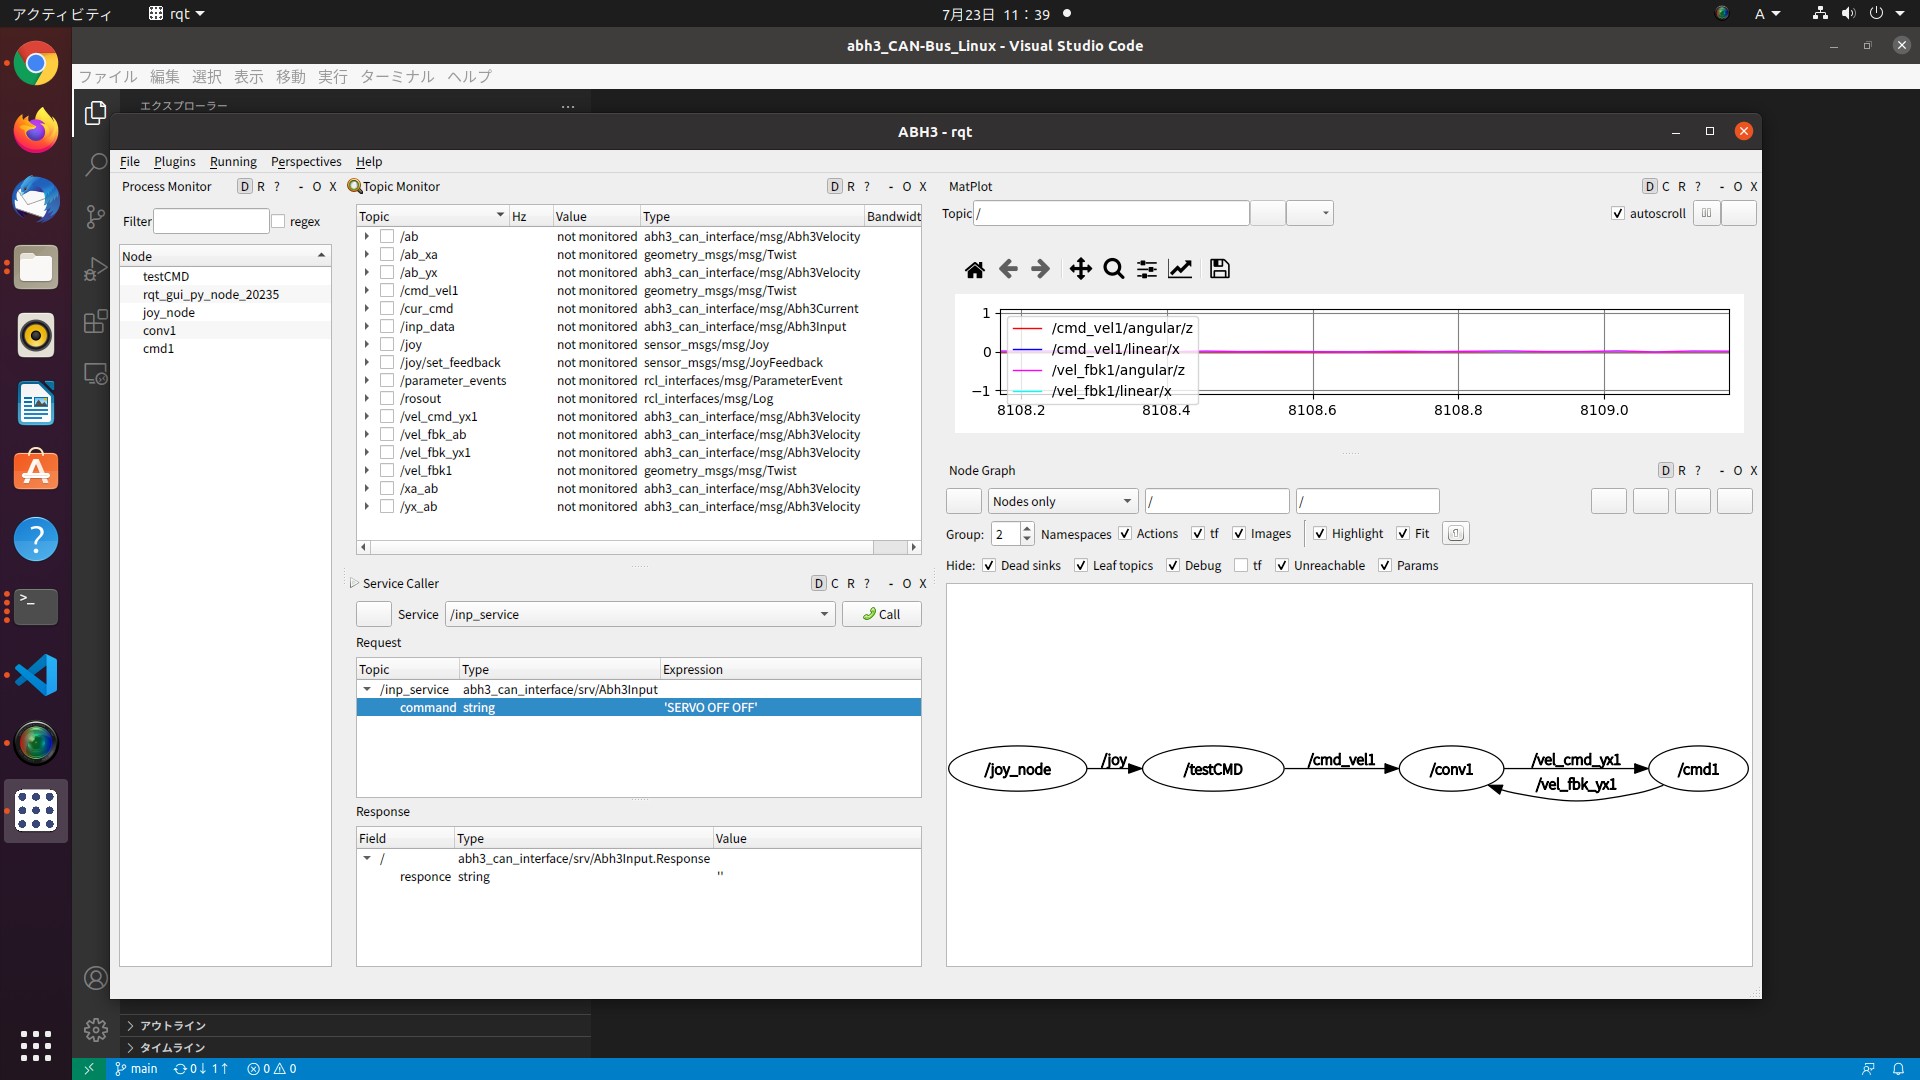 アクティビティ
rqt
7月23日 11:39
A
abh3_CAN-Bus_Linux - Visual Studio Code
ファイル 編集 選択 表示 移動 実行 ターミナル ヘルプ
エクスプローラー
ABH3 - rqt
File Plugins Running Perspectives Help
Process Monitor D R ? - O X
Filter regex
Node
testCMD
rqt_gui_py_node_20235
joy_node
conv1
cmd1
Topic Monitor D R ? - O X
Topic Hz Value Type Bandwidt
/ab not monitored abh3_can_interface/msg/Abh3Velocity
/ab_xa not monitored geometry_msgs/msg/Twist
/ab_yx not monitored abh3_can_interface/msg/Abh3Velocity
/cmd_vel1 not monitored geometry_msgs/msg/Twist
/cur_cmd not monitored abh3_can_interface/msg/Abh3Current
/inp_data not monitored abh3_can_interface/msg/Abh3Input
/joy not monitored sensor_msgs/msg/Joy
/joy/set_feedback not monitored sensor_msgs/msg/JoyFeedback
/parameter_events not monitored rcl_interfaces/msg/ParameterEvent
/rosout not monitored rcl_interfaces/msg/Log
/vel_cmd_yx1 not monitored abh3_can_interface/msg/Abh3Velocity
/vel_fbk_ab not monitored abh3_can_interface/msg/Abh3Velocity
/vel_fbk_yx1 not monitored abh3_can_interface/msg/Abh3Velocity
/vel_fbk1 not monitored geometry_msgs/msg/Twist
/xa_ab not monitored abh3_can_interface/msg/Abh3Velocity
/yx_ab not monitored abh3_can_interface/msg/Abh3Velocity
Service Caller D C R ? - O X
Service /inp_service Call
Request
Topic Type Expression
/inp_service abh3_can_interface/srv/Abh3Input
command string 'SERVO OFF OFF'
Response
Field Type Value
/ abh3_can_interface/srv/Abh3Input.Response
responce string ''
MatPlot D C R ? - O X
Topic / autoscroll
1
0
−1
/cmd_vel1/angular/z
/cmd_vel1/linear/x
/vel_fbk1/angular/z
/vel_fbk1/linear/x
8108.2 8108.4 8108.6 8108.8 8109.0
Node Graph D R ? - O X
Nodes only / /
Group: 2 Namespaces Actions tf Images Highlight Fit
Hide: Dead sinks Leaf topics Debug tf Unreachable Params
/joy_node /joy /testCMD /cmd_vel1 /conv1 /vel_cmd_yx1 /cmd1
/vel_fbk_yx1
アウトライン
タイムライン
main 0↓ 1↑ 0 0